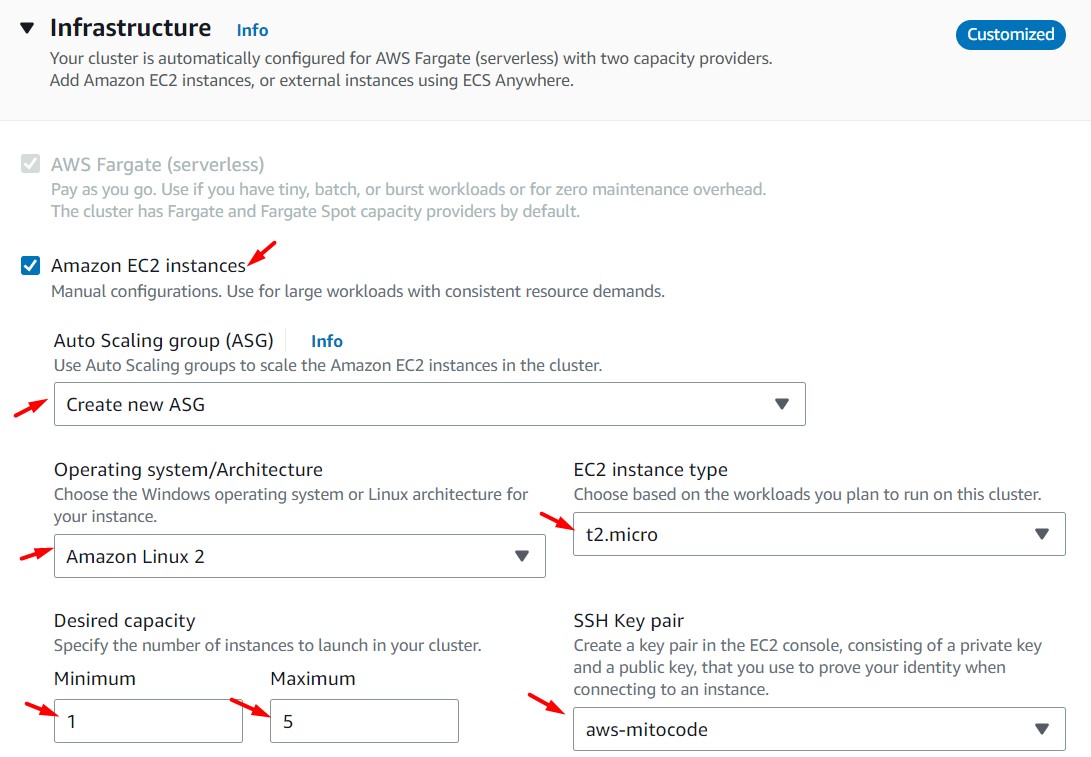 Infrastructure Info
Customized
Your cluster is automatically configured for AWS Fargate (serverless) with two capacity providers.
Add Amazon EC2 instances, or external instances using ECS Anywhere.
AWS Fargate (serverless)
Pay as you go. Use if you have tiny, batch, or burst workloads or for zero maintenance overhead.
The cluster has Fargate and Fargate Spot capacity providers by default.
Amazon EC2 instances
Manual configurations. Use for large workloads with consistent resource demands.
Auto Scaling group (ASG) Info
Use Auto Scaling groups to scale the Amazon EC2 instances in the cluster.
Create new ASG
Operating system/Architecture
Choose the Windows operating system or Linux architecture for
your instance.
Amazon Linux 2
EC2 instance type
Choose based on the workloads you plan to run on this cluster.
t2.micro
Desired capacity
Specify the number of instances to launch in your cluster.
Minimum
1
Maximum
5
SSH Key pair
Create a key pair in the EC2 console, consisting of a private key
and a public key, that you use to prove your identity when
connecting to an instance.
aws-mitocode